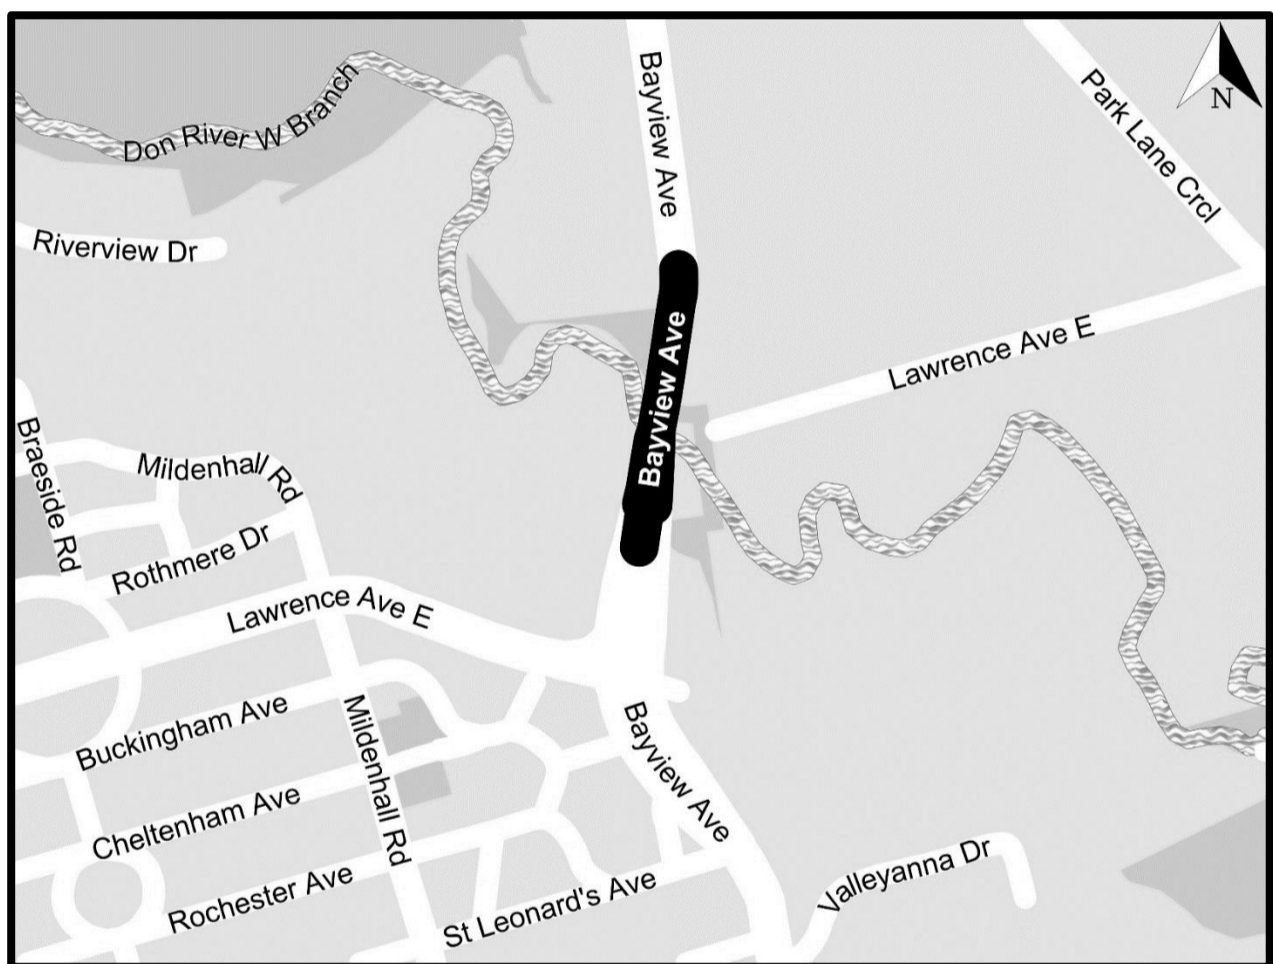 Bayview Ave
Park Lane Crcl
N
Don River W Branch
Riverview Dr
Bayview Ave
Lawrence Ave E
Braeside Rd
Mildenhall Rd
Rothmere Dr
Lawrence Ave E
Buckingham Ave
Mildenhall Rd
Bayview Ave
Cheltenham Ave
Rochester Ave
St Leonard's Ave
Valleyanna Dr